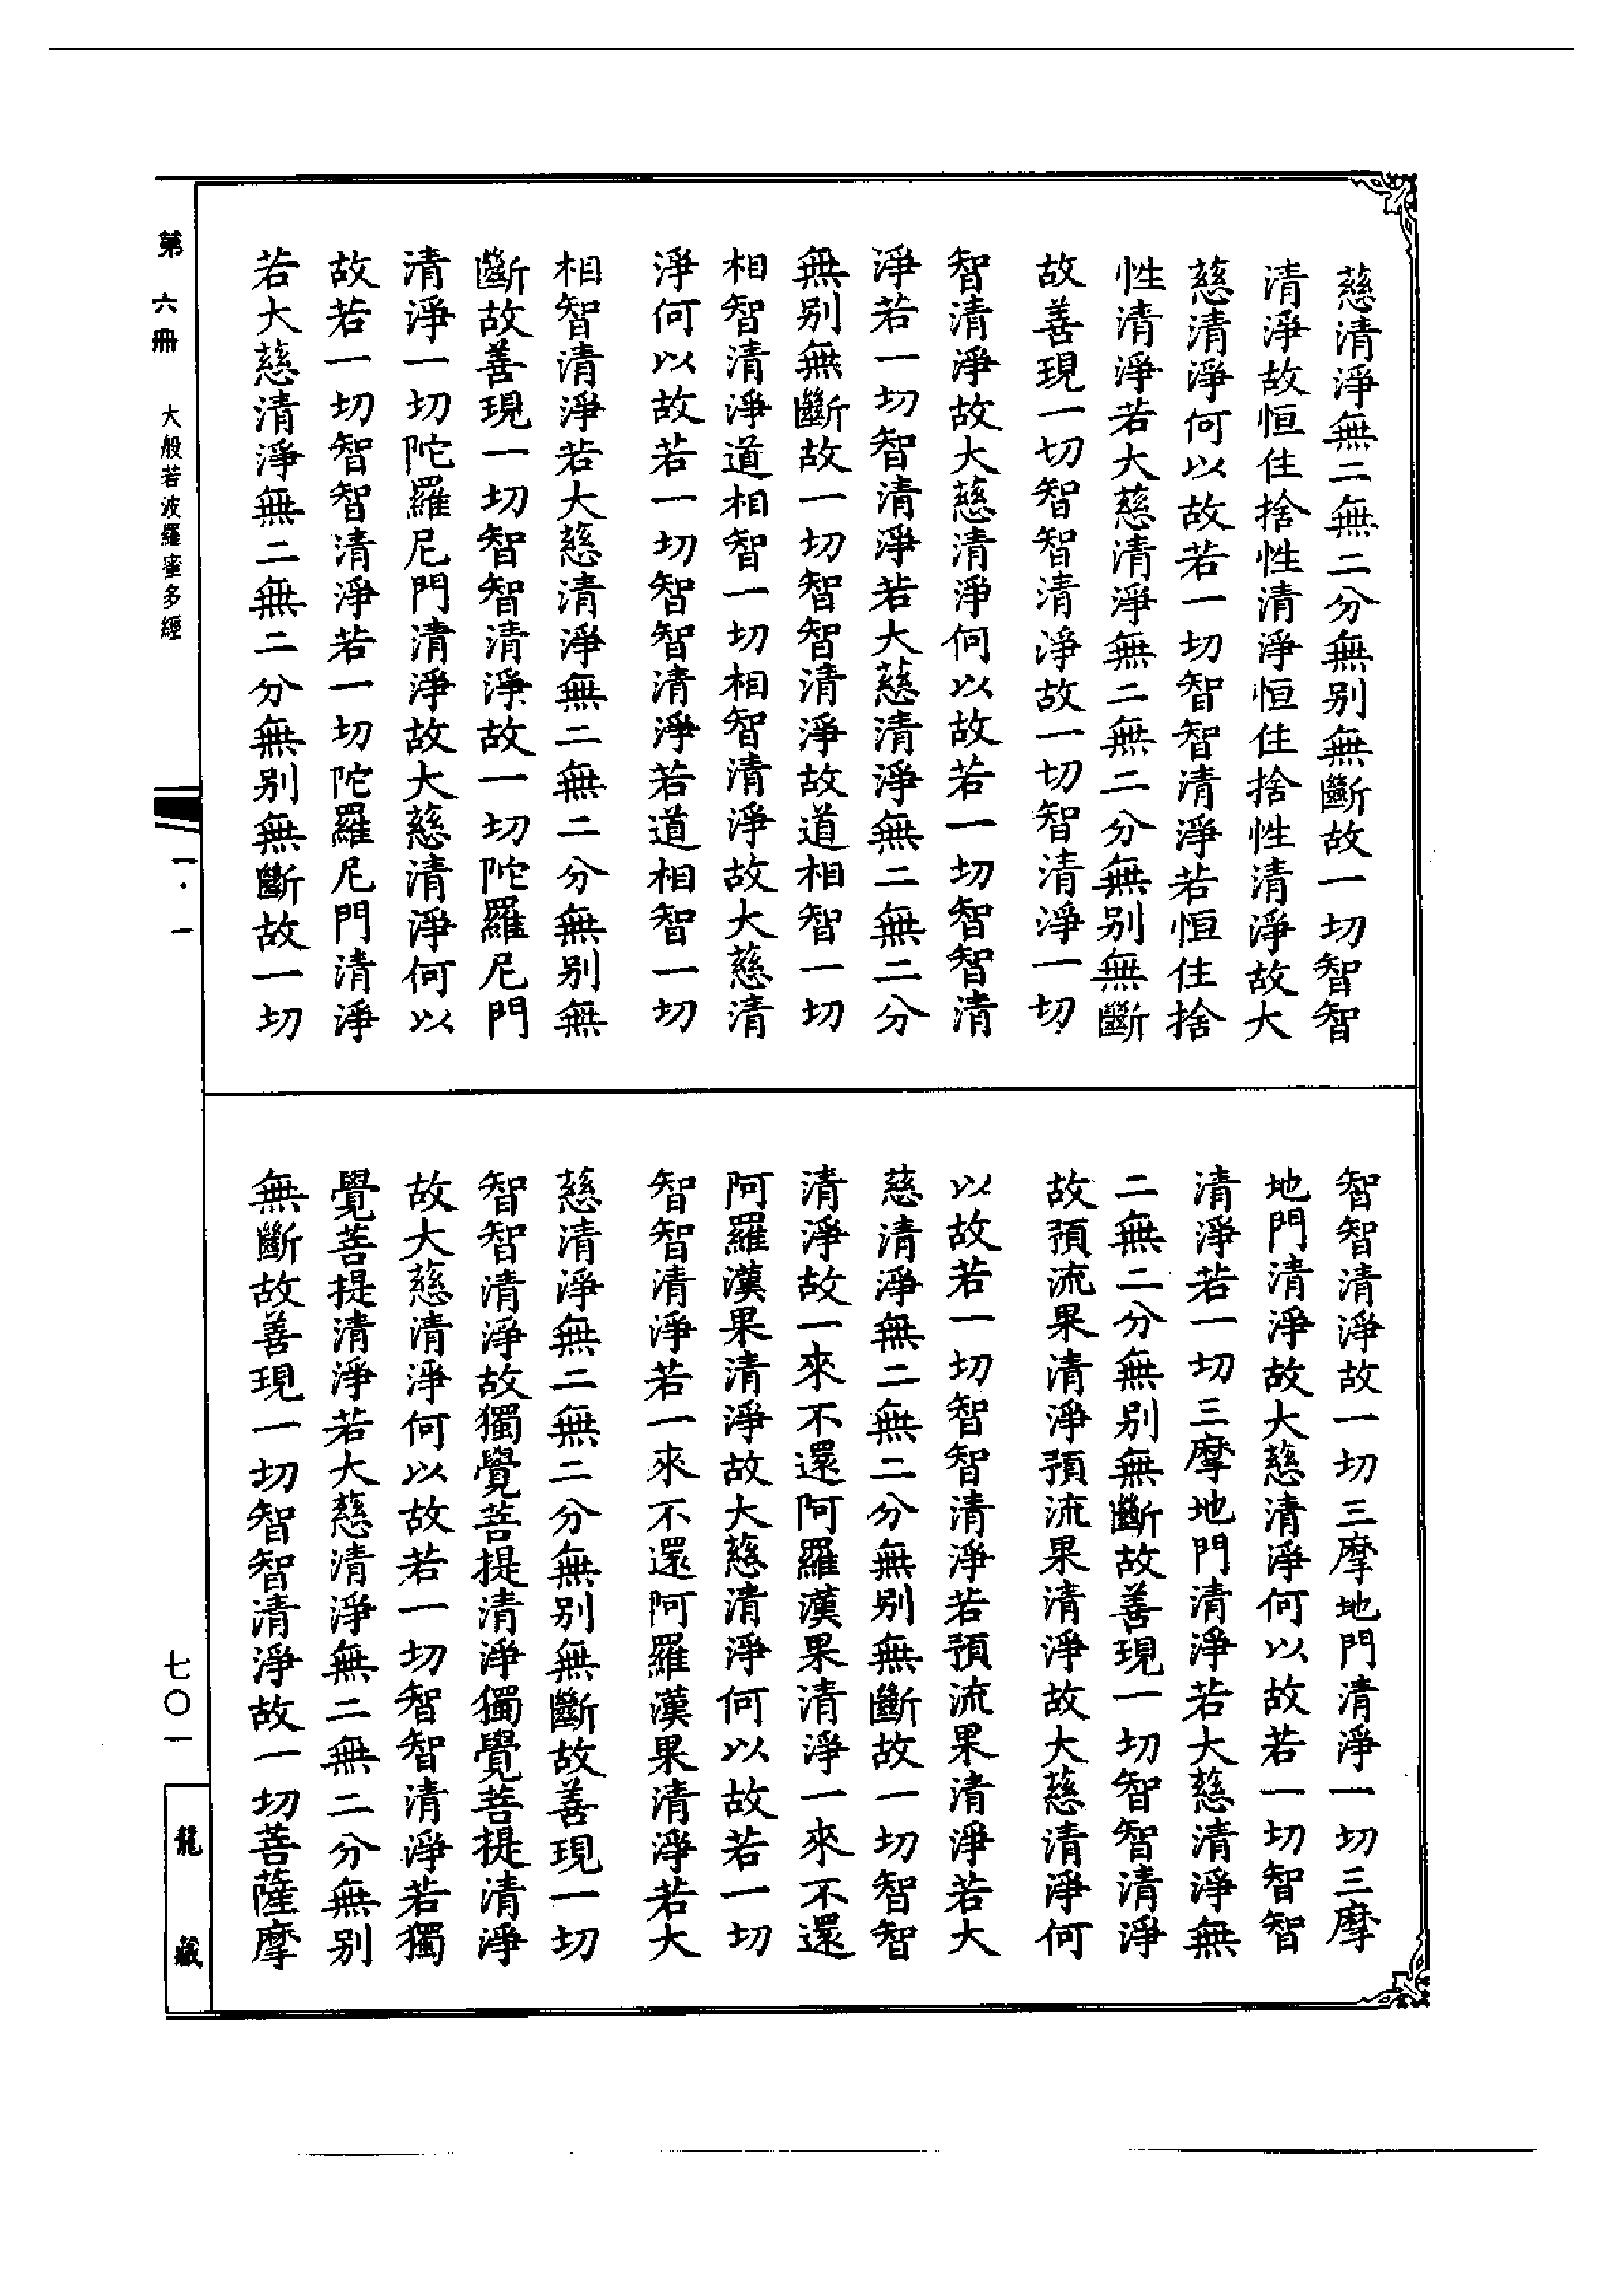 慈清淨無二無二分無別無斷故一切智智
清淨故恒住捨性清淨恒住捨性清淨故大
慈清淨何以故若一切智智清淨若恒住捨
性清淨若大慈清淨無二無二分無別無斷
故善現一切智智清淨故一切智清淨一切
智清淨故大慈清淨何以故若一切智智清
淨若一切智清淨若大慈清淨無二無二分
無別無斷故一切智智清淨故道相智一切
相智清淨道相智一切相智清淨故大慈清
淨何以故若一切智智清淨若道相智一切
相智清淨若大慈清淨無二無二分無別無
斷故善現一切智智清淨故一切陀羅尼門
清淨一切陀羅尼門清淨故大慈清淨何以
故若一切智智清淨若一切陀羅尼門清淨
若大慈清淨無二無二分無別無斷故一切
智智清淨故一切三摩地門清淨一切三摩
地門清淨故大慈清淨何以故若一切智智
清淨若一切三摩地門清淨若大慈清淨無
二無二分無別無斷故善現一切智智清淨
故預流果清淨預流果清淨故大慈清淨何
以故若一切智智清淨若預流果清淨若大
慈清淨無二無二分無別無斷故一切智智
清淨故一來不還阿羅漢果清淨一來不還
阿羅漢果清淨故大慈清淨何以故若一切
智智清淨若一來不還阿羅漢果清淨若大
慈清淨無二無二分無別無斷故善現一切
智智清淨故獨覺菩提清淨獨覺菩提清淨
故大慈清淨何以故若一切智智清淨若獨
覺菩提清淨若大慈清淨無二無二分無別
無斷故善現一切智智清淨故一切菩薩摩
第六冊 大般若波羅蜜多經
一·一
七〇一
龍藏